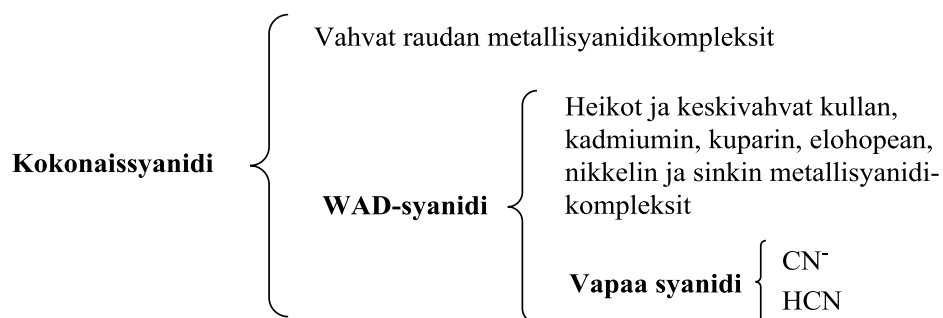 Vahvat raudan metallisyanidikompleksit
Kokonaissyanidi
WAD-syanidi
Heikot ja keskivahvat kullan,
kadmiumin, kuparin, elohopean,
nikkelin ja sinkin metallisyanidi-
kompleksit
Vapaa syanidi
CN⁻
HCN